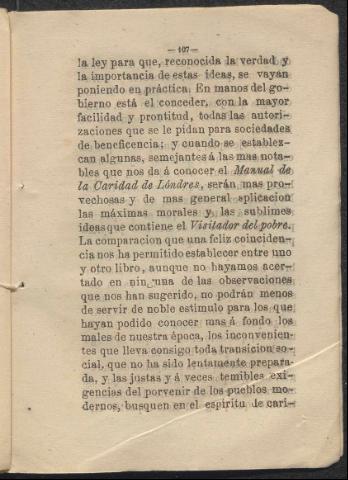 —107—
la ley para que, reconocida la verdad y
la importancia de estas ideas, se vayan
poniendo en práctica. En manos del go-
bierno está el conceder, con la mayor
facilidad y prontitud, todas las autori-
zaciones que se le pidan para sociedades
de beneficencia; y cuando se establez-
can algunas, semejantes á las mas nota-
bles que nos da á conocer el Manual de
la Caridad de Lóndres, serán mas pro-
vechosas y de mas general aplicacion
las máximas morales y las sublimes
ideas que contiene el Visitador del pobre.
La comparacion que una feliz coinciden-
cia nos ha permitido establecer entre uno
y otro libro, aunque no hayamos acer-
tado en nin una de las observaciones
que nos han sugerido, no podrán menos
de servir de noble estimulo para los que
hayan podido conocer mas á fondo los
males de nuestra época, los inconvenien-
tes que lleva consigo toda transicion so-
cial, que no ha sido lentamente prepara-
da, y las justas y á veces temibles exi-
gencias del porvenir de los pueblos mo-
dernos, busquen en el espíritu de cari-